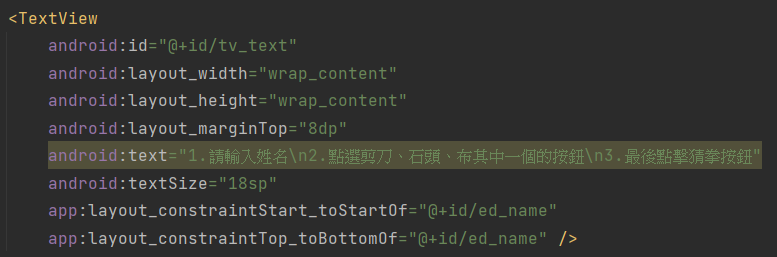 <TextView
android:id="@+id/tv_text"
android:layout_width="wrap_content"
android:layout_height="wrap_content"
android:layout_marginTop="8dp"
android:text="1.請輸入姓名\n2.點選剪刀、石頭、布其中一個的按鈕\n3.最後點擊猜拳按鈕"
android:textSize="18sp"
app:layout_constraintStart_toStartOf="@+id/ed_name"
app:layout_constraintTop_toBottomOf="@+id/ed_name" />